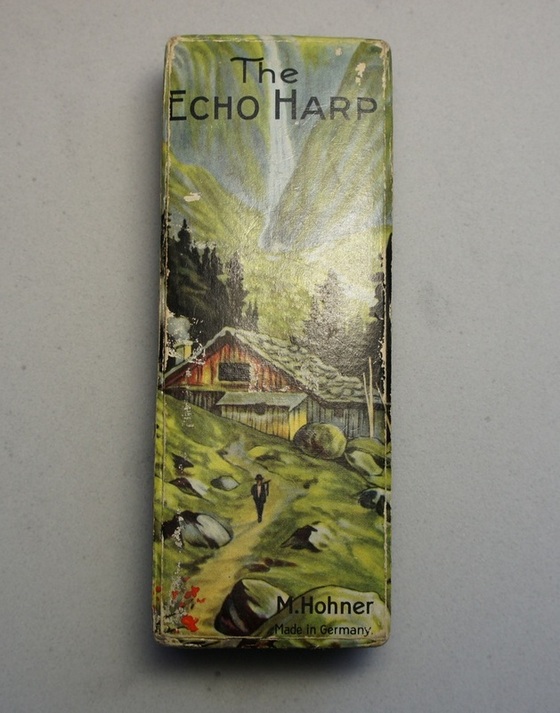 The
ECHO HARP
M.Hohner
Made In Germany.